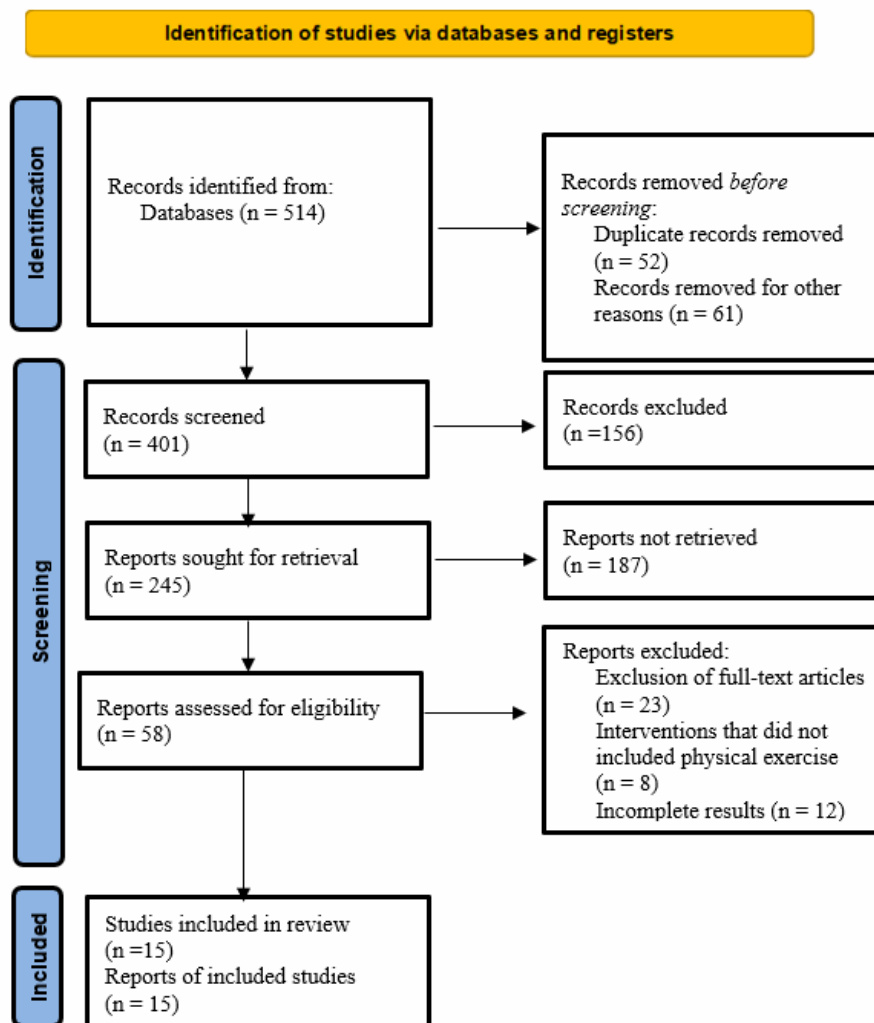 Identification of studies via databases and registers
Identification
Records identified from:
Databases (n = 514)
Records removed before
screening:
Duplicate records removed
(n = 52)
Records removed for other
reasons (n = 61)
Screening
Records screened
(n = 401)
Records excluded
(n =156)
Reports sought for retrieval
(n = 245)
Reports not retrieved
(n = 187)
Reports assessed for eligibility
(n = 58)
Reports excluded:
Exclusion of full-text articles
(n = 23)
Interventions that did not
included physical exercise
(n = 8)
Incomplete results (n = 12)
Included
Studies included in review
(n =15)
Reports of included studies
(n = 15)